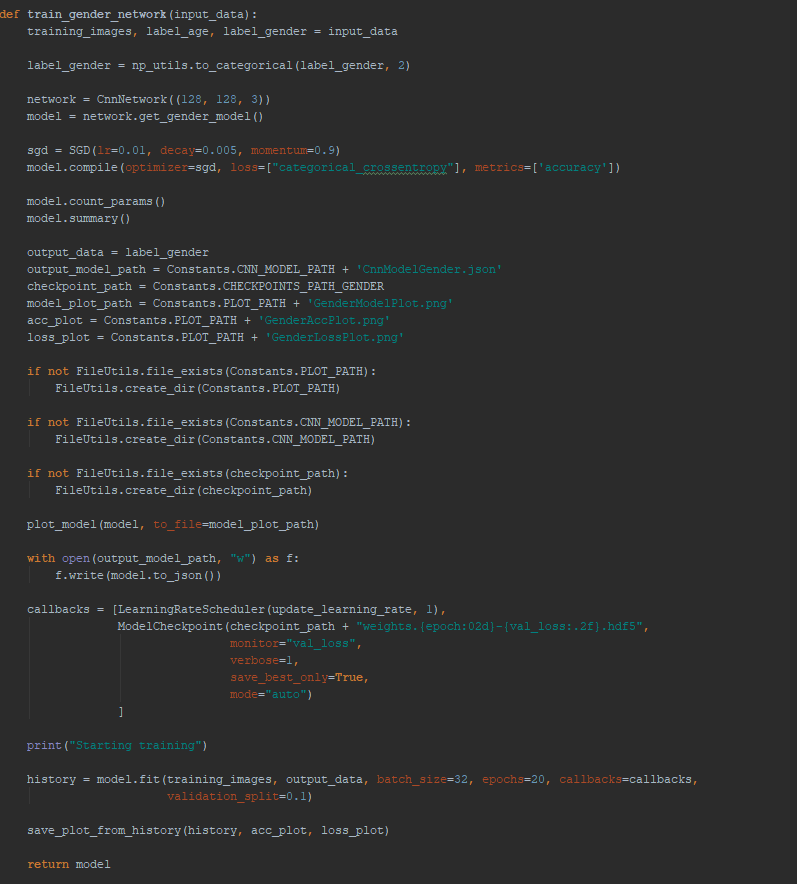 def train_gender_network(input_data):
    training_images, label_age, label_gender = input_data
    label_gender = np_utils.to_categorical(label_gender, 2)
    network = CnnNetwork((128, 128, 3))
    model = network.get_gender_model()
    sgd = SGD(lr=0.01, decay=0.005, momentum=0.9)
    model.compile(optimizer=sgd, loss=["categorical_crossentropy"], metrics=['accuracy'])
    model.count_params()
    model.summary()
    output_data = label_gender
    output_model_path = Constants.CNN_MODEL_PATH + 'CnnModelGender.json'
    checkpoint_path = Constants.CHECKPOINTS_PATH_GENDER
    model_plot_path = Constants.PLOT_PATH + 'GenderModelPlot.png'
    acc_plot = Constants.PLOT_PATH + 'GenderAccPlot.png'
    loss_plot = Constants.PLOT_PATH + 'GenderLossPlot.png'
    if not FileUtils.file_exists(Constants.PLOT_PATH):
        FileUtils.create_dir(Constants.PLOT_PATH)
    if not FileUtils.file_exists(Constants.CNN_MODEL_PATH):
        FileUtils.create_dir(Constants.CNN_MODEL_PATH)
    if not FileUtils.file_exists(checkpoint_path):
        FileUtils.create_dir(checkpoint_path)
    plot_model(model, to_file=model_plot_path)
    with open(output_model_path, "w") as f:
        f.write(model.to_json())
    callbacks = [LearningRateScheduler(update_learning_rate, 1),
                 ModelCheckpoint(checkpoint_path + "weights.{epoch:02d}-{val_loss:.2f}.hdf5",
                                 monitor="val_loss",
                                 verbose=1,
                                 save_best_only=True,
                                 mode="auto")
                 ]
    print("Starting training")
    history = model.fit(training_images, output_data, batch_size=32, epochs=20, callbacks=callbacks,
                        validation_split=0.1)
    save_plot_from_history(history, acc_plot, loss_plot)
    return model